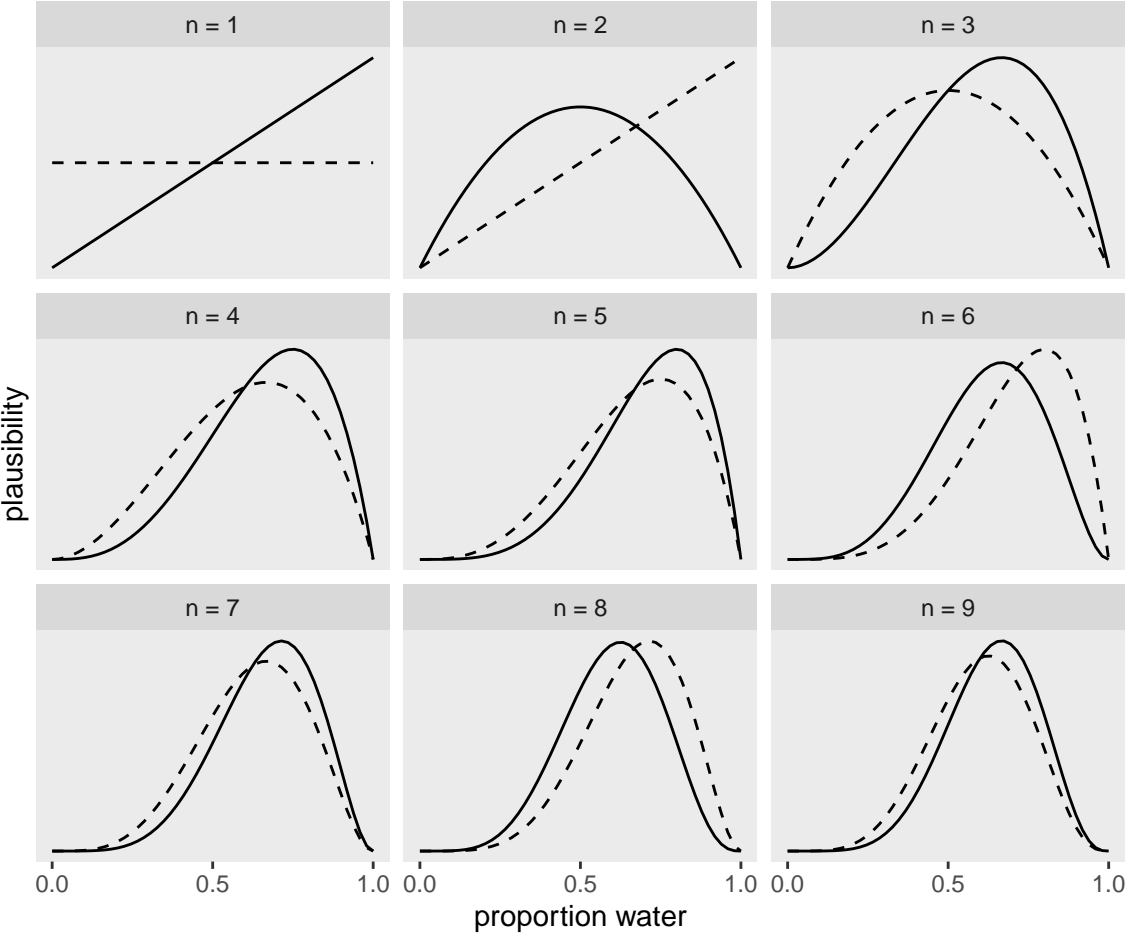 n = 1
n = 2
n = 3
n = 4
n = 5
n = 6
n = 7
n = 8
n = 9
plausibility
0.0 0.5 1.0 0.0 0.5 1.0 0.0 0.5 1.0
proportion water